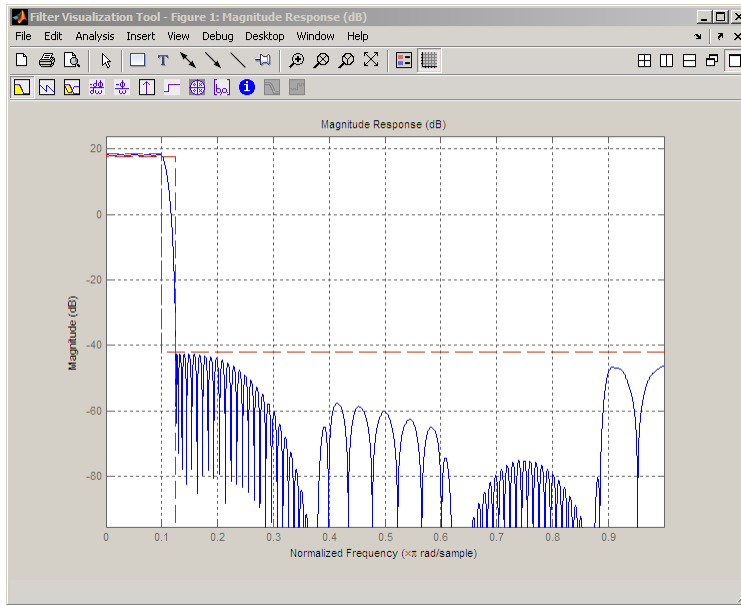 Filter Visualization Tool - Figure 1: Magnitude Response (dB)
File Edit Analysis Insert View Debug Desktop Window Help
T
Magnitude Response (dB)
Magnitude (dB)
20
0
-20
-40
-60
-80
0 0.1 0.2 0.3 0.4 0.5 0.6 0.7 0.8 0.9
Normalized Frequency (×π rad/sample)